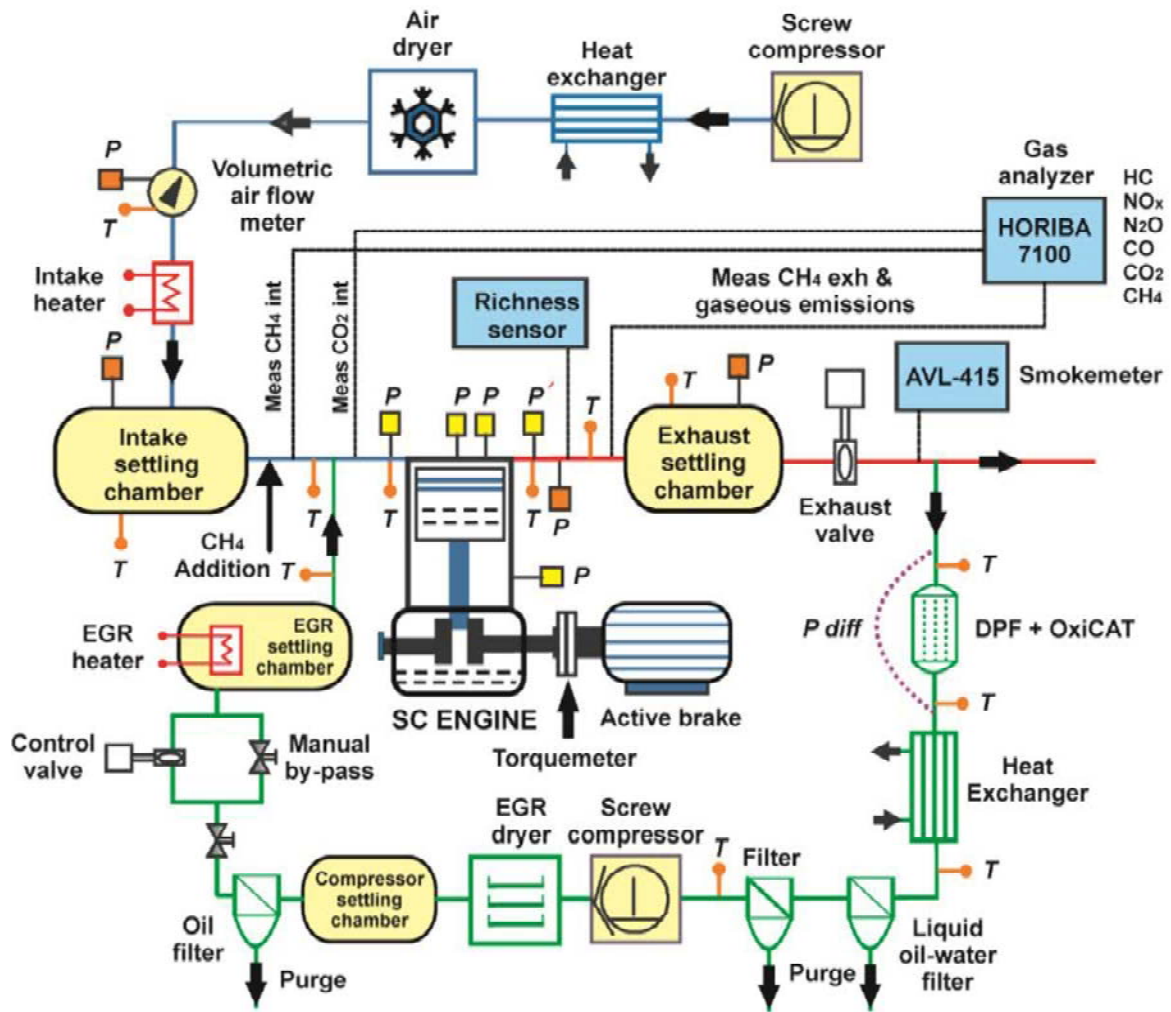 Air
dryer
Heat
exchanger
Screw
compressor
P
Volumetric
air flow
meter
T
Gas
analyzer
HORIBA
7100
HC
NOx
N2O
CO
CO2
CH4
Intake
heater
Meas CH4 int
Meas CO2 int
Richness
sensor
Meas CH4 exh &
gaseous emissions
P
P
P
P
P
T
T
P
AVL-415
Smokemeter
Intake
settling
chamber
Exhaust
settling
chamber
Exhaust
valve
T
CH4
Addition
T
T
T
T
P
P
T
EGR
heater
EGR
settling
chamber
P diff
DPF + OxiCAT
T
SC ENGINE
Active brake
Torquemeter
Control
valve
Manual
by-pass
Heat
Exchanger
EGR
dryer
Screw
compressor
T
Filter
T
Compressor
settling
chamber
Oil
filter
Liquid
oil-water
filter
Purge
Purge